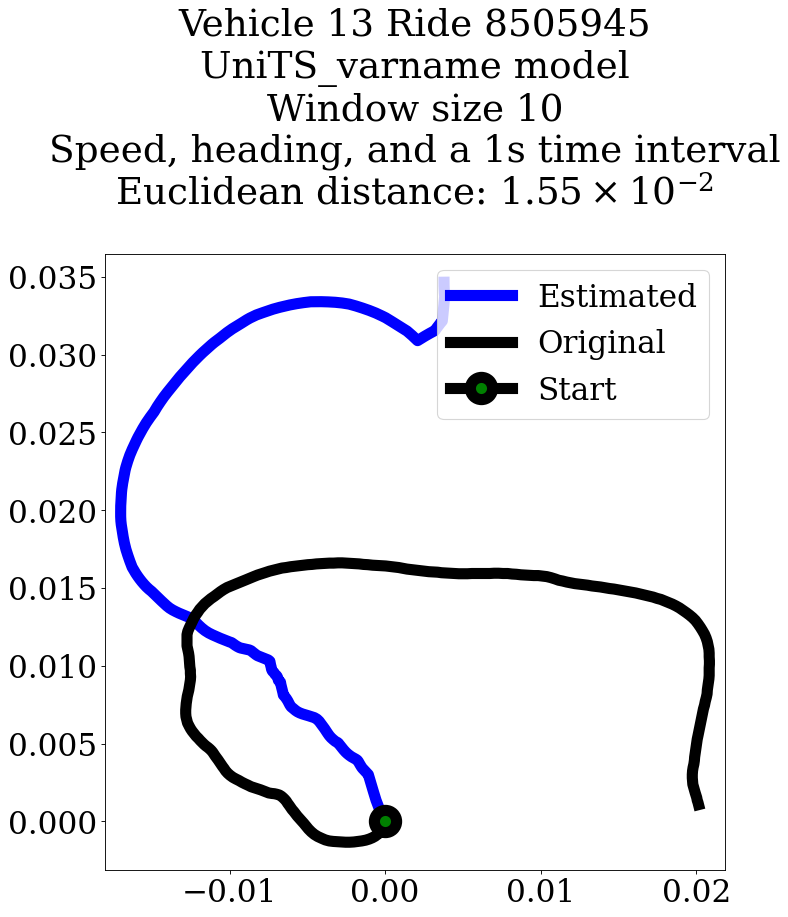 Vehicle 13 Ride 8505945
UniTS_varname model
Window size 10
Speed, heading, and a 1s time interval
Euclidean distance: 1.55 × 10⁻²
Estimated
Original
Start
0.035
0.030
0.025
0.020
0.015
0.010
0.005
0.000
−0.01 0.00 0.01 0.02